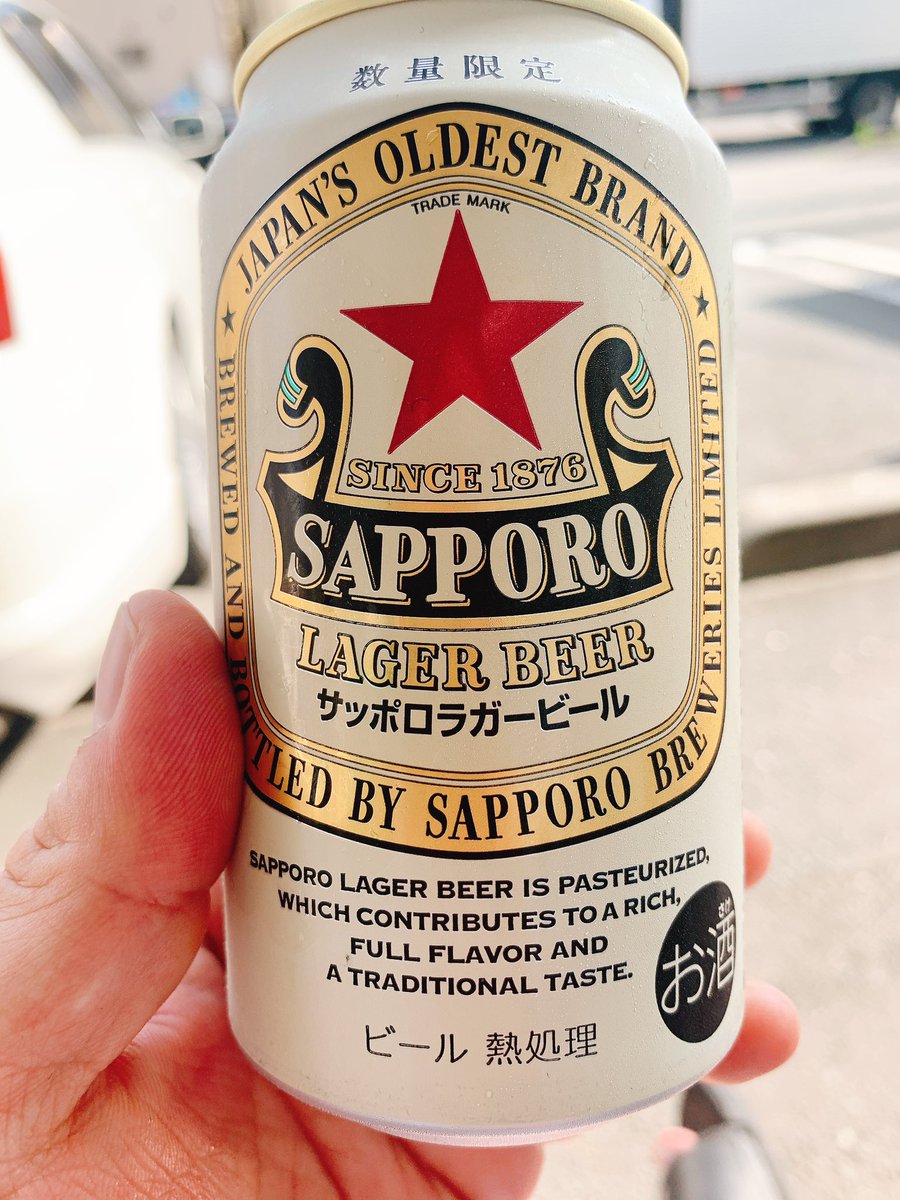 数量限定
JAPAN'S OLDEST BRAND
TRADE MARK
SINCE 1876
SAPPORO
LAGER BEER
サッポロラガービール
BREWED AND BOTTLED BY SAPPORO BREWERIES LIMITED
SAPPORO LAGER BEER IS PASTEURIZED,
WHICH CONTRIBUTES TO A RICH,
FULL FLAVOR AND
A TRADITIONAL TASTE.
さけ
お酒
ビール 熱処理